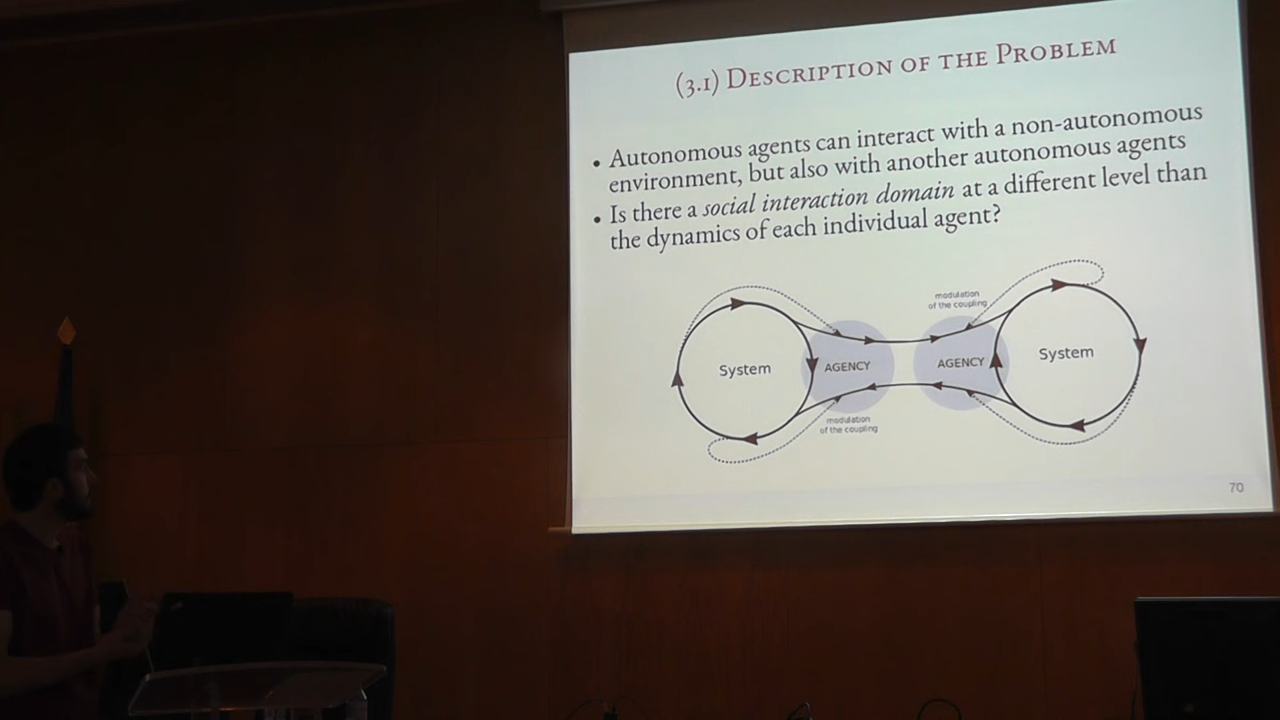 (3.1) Description of the Problem
• Autonomous agents can interact with a non-autonomous
environment, but also with another autonomous agents
• Is there a social interaction domain at a different level than
the dynamics of each individual agent?
modulation
of the coupling
System
AGENCY
AGENCY
System
modulation
of the coupling
70